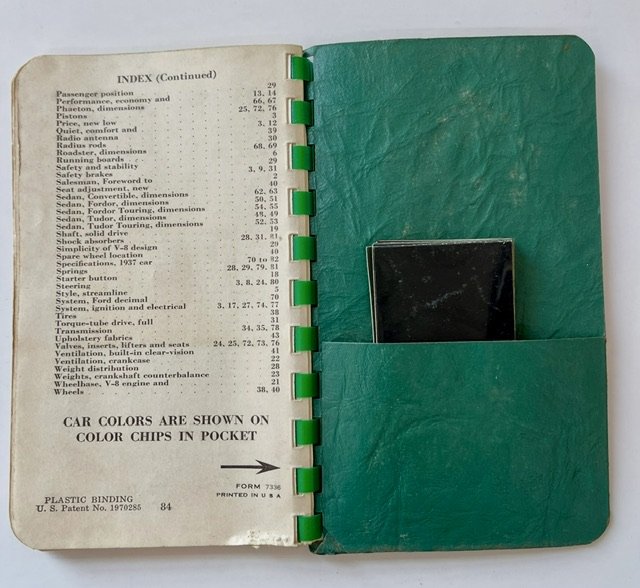 INDEX (Continued)
Passenger position 29
Performance, economy and 13, 14
Phaeton, dimensions 66, 67
Pistons 25, 72, 76
Price, new low 3
Quiet, comfort and 3, 12
Radio antenna 39
Radius rods 30
Roadster, dimensions 68, 69
Running boards 6
Safety and stability 29
Safety brakes 3, 9, 31
Salesman, Foreword to 2
Seat adjustment, new 40
Sedan, Convertible, dimensions 62, 63
Sedan, Fordor, dimensions 50, 51
Sedan, Fordor Touring, dimensions 54, 55
Sedan, Tudor, dimensions 48, 49
Sedan, Tudor Touring, dimensions 52, 53
Shaft, solid drive 19
Shock absorbers 28, 31, 81
Simplicity of V-8 design 20
Spare wheel location 40
Specifications, 1937 car 70 to 82
Springs 28, 29, 79, 81
Starter button 18
Steering 3, 8, 24, 80
Style, streamline 5
System, Ford decimal 70
System, ignition and electrical 3, 17, 27, 74, 77
Tires 38
Torque-tube drive, full 31
Transmission 34, 35, 78
Upholstery fabrics 43
Valves, inserts, lifters and seats 24, 25, 72, 73, 76
Ventilation, built-in clear-vision 41
Ventilation, crankcase 22
Weight distribution 28
Weights, crankshaft counterbalance 23
Wheelbase, V-8 engine and 21
Wheels 38, 40
CAR COLORS ARE SHOWN ON
COLOR CHIPS IN POCKET
FORM 7336
PRINTED IN U S A
PLASTIC BINDING
U. S. Patent No. 1970285 84